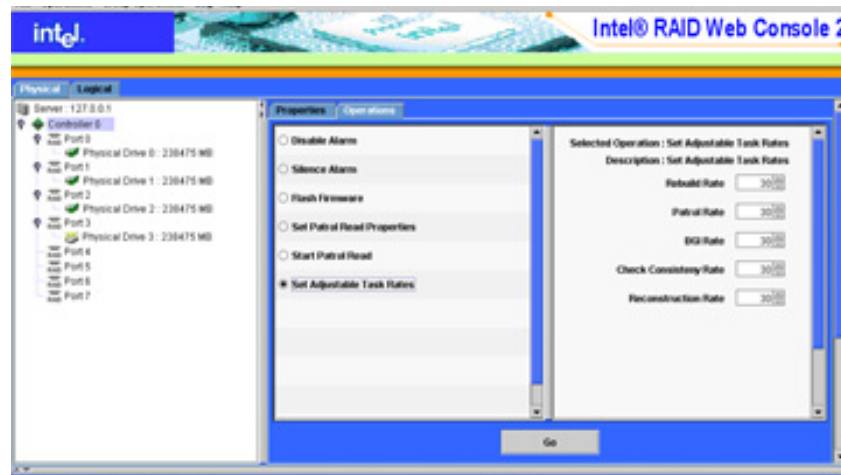 intel.
Intel® RAID Web Console 2
Physical Logical
Server : 127.0.0.1
Controller 0
Port 0
Physical Drive 0 : 238475 MB
Port 1
Physical Drive 1 : 238475 MB
Port 2
Physical Drive 2 : 238475 MB
Port 3
Physical Drive 3 : 238475 MB
Port 4
Port 5
Port 6
Port 7
Properties Operations
Disable Alarm
Silence Alarm
Flash Firmware
Set Patrol Read Properties
Start Patrol Read
Set Adjustable Task Rates
Selected Operation : Set Adjustable Task Rates
Description : Set Adjustable Task Rates
Rebuild Rate 30
Patrol Rate 30
BGI Rate 30
Check Consisteny Rate 30
Reconstruction Rate 30
Go